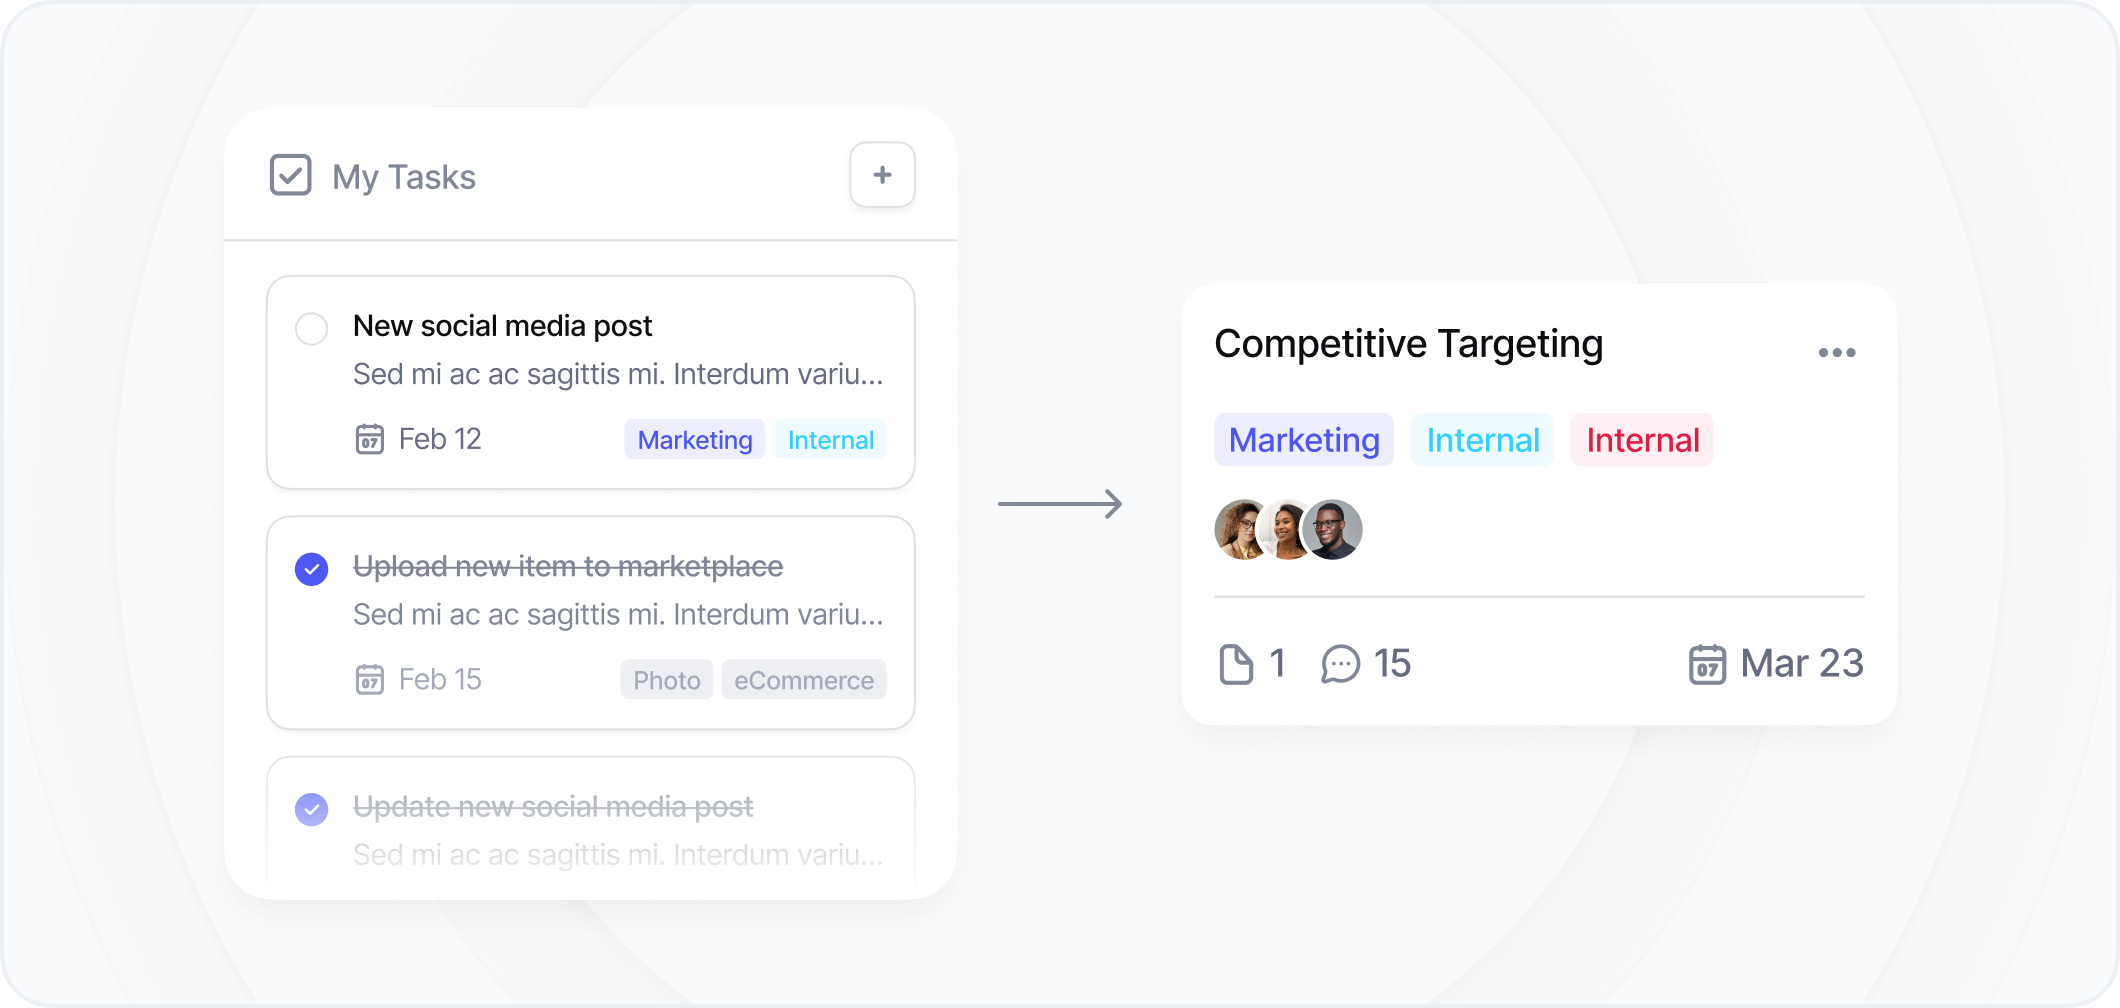 My Tasks
+
New social media post
Sed mi ac ac sagittis mi. Interdum variu...
07 Feb 12
Marketing Internal
Upload new item to marketplace
Sed mi ac ac sagittis mi. Interdum variu...
07 Feb 15
Photo eCommerce
Update new social media post
Sed mi ac ac sagittis mi. Interdum variu...
Competitive Targeting
Marketing Internal Internal
1 15
07 Mar 23